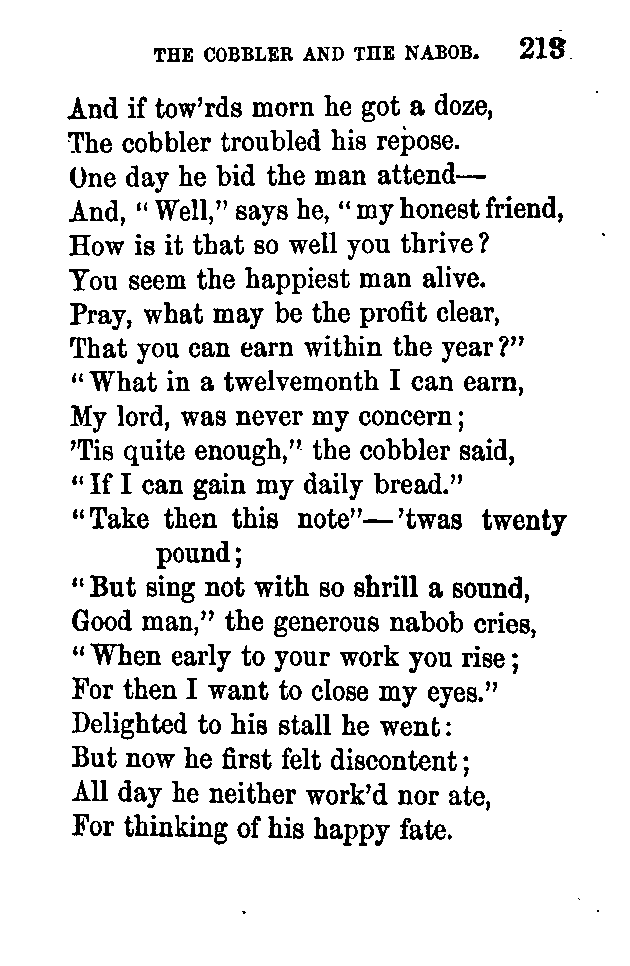 THE COBBLER AND THE NABOB. 213
And if tow'rds morn he got a doze,
The cobbler troubled his repose.
One day he bid the man attend—
And, "Well," says he, "my honest friend,
How is it that so well you thrive?
You seem the happiest man alive.
Pray, what may be the profit clear,
That you can earn within the year?"
"What in a twelvemonth I can earn,
My lord, was never my concern;
'Tis quite enough," the cobbler said,
"If I can gain my daily bread."
"Take then this note"—'twas twenty
pound;
"But sing not with so shrill a sound,
Good man," the generous nabob cries,
"When early to your work you rise;
For then I want to close my eyes."
Delighted to his stall he went:
But now he first felt discontent;
All day he neither work'd nor ate,
For thinking of his happy fate.